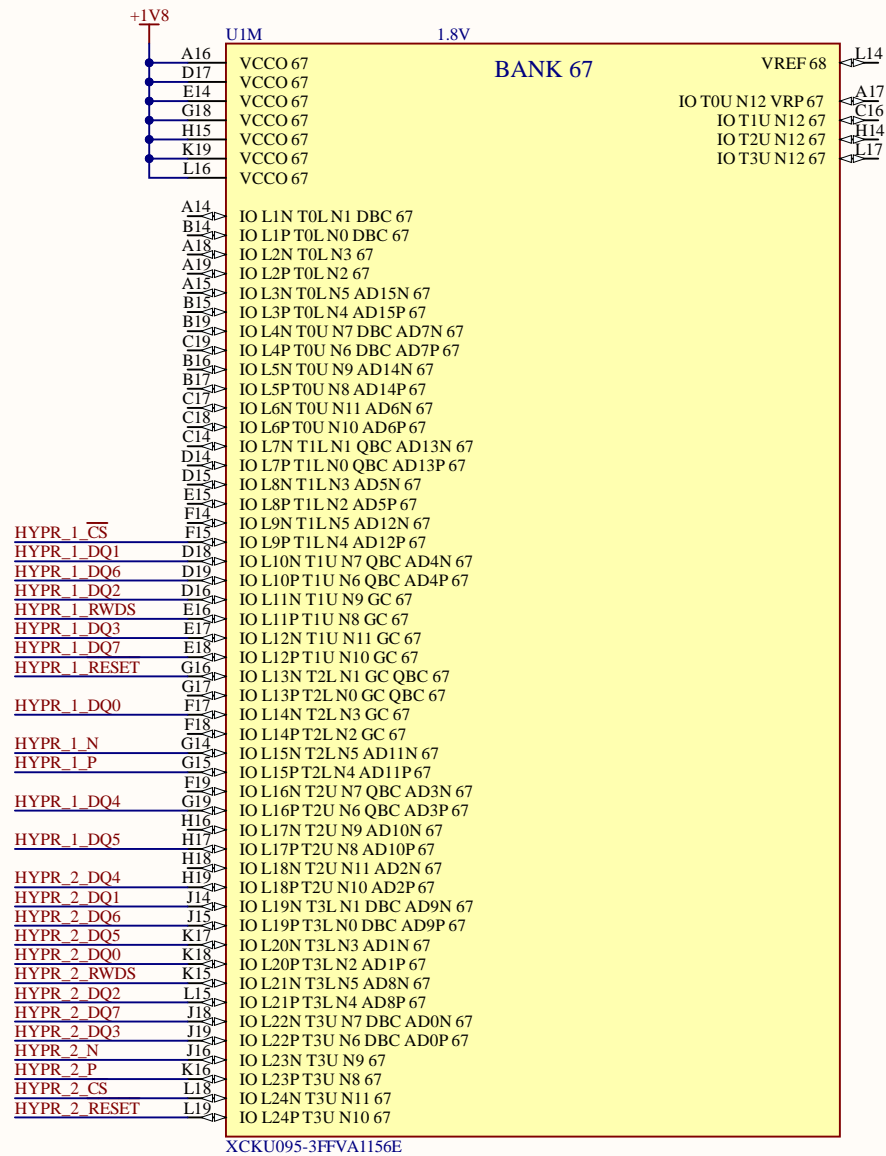 +1V8
U1M 1.8V
BANK 67
A16 VCCO 67 VREF 68 L14
D17 VCCO 67
E14 VCCO 67 IO T0U N12 VRP 67 A17
G18 VCCO 67 IO T1U N12 67 C16
H15 VCCO 67 IO T2U N12 67 H14
K19 VCCO 67 IO T3U N12 67 L17
L16 VCCO 67
A14 IO L1N T0L N1 DBC 67
B14 IO L1P T0L N0 DBC 67
A18 IO L2N T0L N3 67
A19 IO L2P T0L N2 67
A15 IO L3N T0L N5 AD15N 67
B15 IO L3P T0L N4 AD15P 67
B19 IO L4N T0U N7 DBC AD7N 67
C19 IO L4P T0U N6 DBC AD7P 67
B16 IO L5N T0U N9 AD14N 67
B17 IO L5P T0U N8 AD14P 67
C17 IO L6N T0U N11 AD6N 67
C18 IO L6P T0U N10 AD6P 67
C14 IO L7N T1L N1 QBC AD13N 67
D14 IO L7P T1L N0 QBC AD13P 67
D15 IO L8N T1L N3 AD5N 67
E15 IO L8P T1L N2 AD5P 67
F14 IO L9N T1L N5 AD12N 67
HYPR_1_CS F15 IO L9P T1L N4 AD12P 67
HYPR_1_DQ1 D18 IO L10N T1U N7 QBC AD4N 67
HYPR_1_DQ6 D19 IO L10P T1U N6 QBC AD4P 67
HYPR_1_DQ2 D16 IO L11N T1U N9 GC 67
HYPR_1_RWDS E16 IO L11P T1U N8 GC 67
HYPR_1_DQ3 E17 IO L12N T1U N11 GC 67
HYPR_1_DQ7 E18 IO L12P T1U N10 GC 67
HYPR_1_RESET G16 IO L13N T2L N1 GC QBC 67
G17 IO L13P T2L N0 GC QBC 67
HYPR_1_DQ0 F17 IO L14N T2L N3 GC 67
F18 IO L14P T2L N2 GC 67
HYPR_1_N G14 IO L15N T2L N5 AD11N 67
HYPR_1_P G15 IO L15P T2L N4 AD11P 67
F19 IO L16N T2U N7 QBC AD3N 67
HYPR_1_DQ4 G19 IO L16P T2U N6 QBC AD3P 67
H16 IO L17N T2U N9 AD10N 67
HYPR_1_DQ5 H17 IO L17P T2U N8 AD10P 67
H18 IO L18N T2U N11 AD2N 67
HYPR_2_DQ4 H19 IO L18P T2U N10 AD2P 67
HYPR_2_DQ1 J14 IO L19N T3L N1 DBC AD9N 67
HYPR_2_DQ6 J15 IO L19P T3L N0 DBC AD9P 67
HYPR_2_DQ5 K17 IO L20N T3L N3 AD1N 67
HYPR_2_DQ0 K18 IO L20P T3L N2 AD1P 67
HYPR_2_RWDS K15 IO L21N T3L N5 AD8N 67
HYPR_2_DQ2 L15 IO L21P T3L N4 AD8P 67
HYPR_2_DQ7 J18 IO L22N T3U N7 DBC AD0N 67
HYPR_2_DQ3 J19 IO L22P T3U N6 DBC AD0P 67
HYPR_2_N J16 IO L23N T3U N9 67
HYPR_2_P K16 IO L23P T3U N8 67
HYPR_2_CS L18 IO L24N T3U N11 67
HYPR_2_RESET L19 IO L24P T3U N10 67
XCKU095-3FFVA1156E